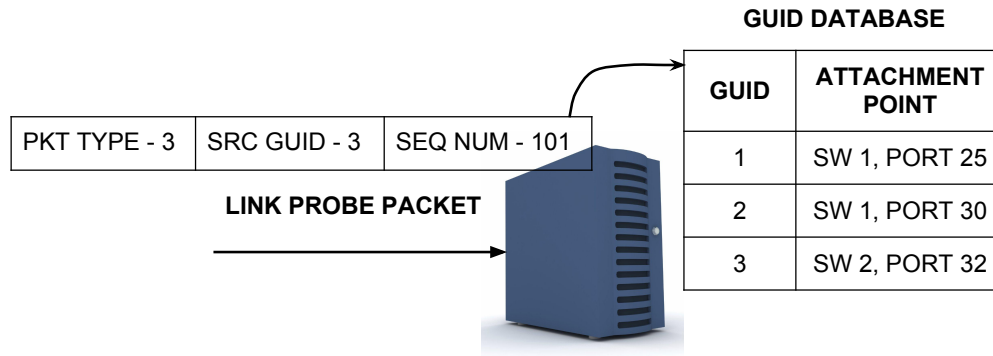 GUID DATABASE
GUID
ATTACHMENT
POINT
PKT TYPE - 3
SRC GUID - 3
SEQ NUM - 101
1
SW 1, PORT 25
LINK PROBE PACKET
2
SW 1, PORT 30
3
SW 2, PORT 32